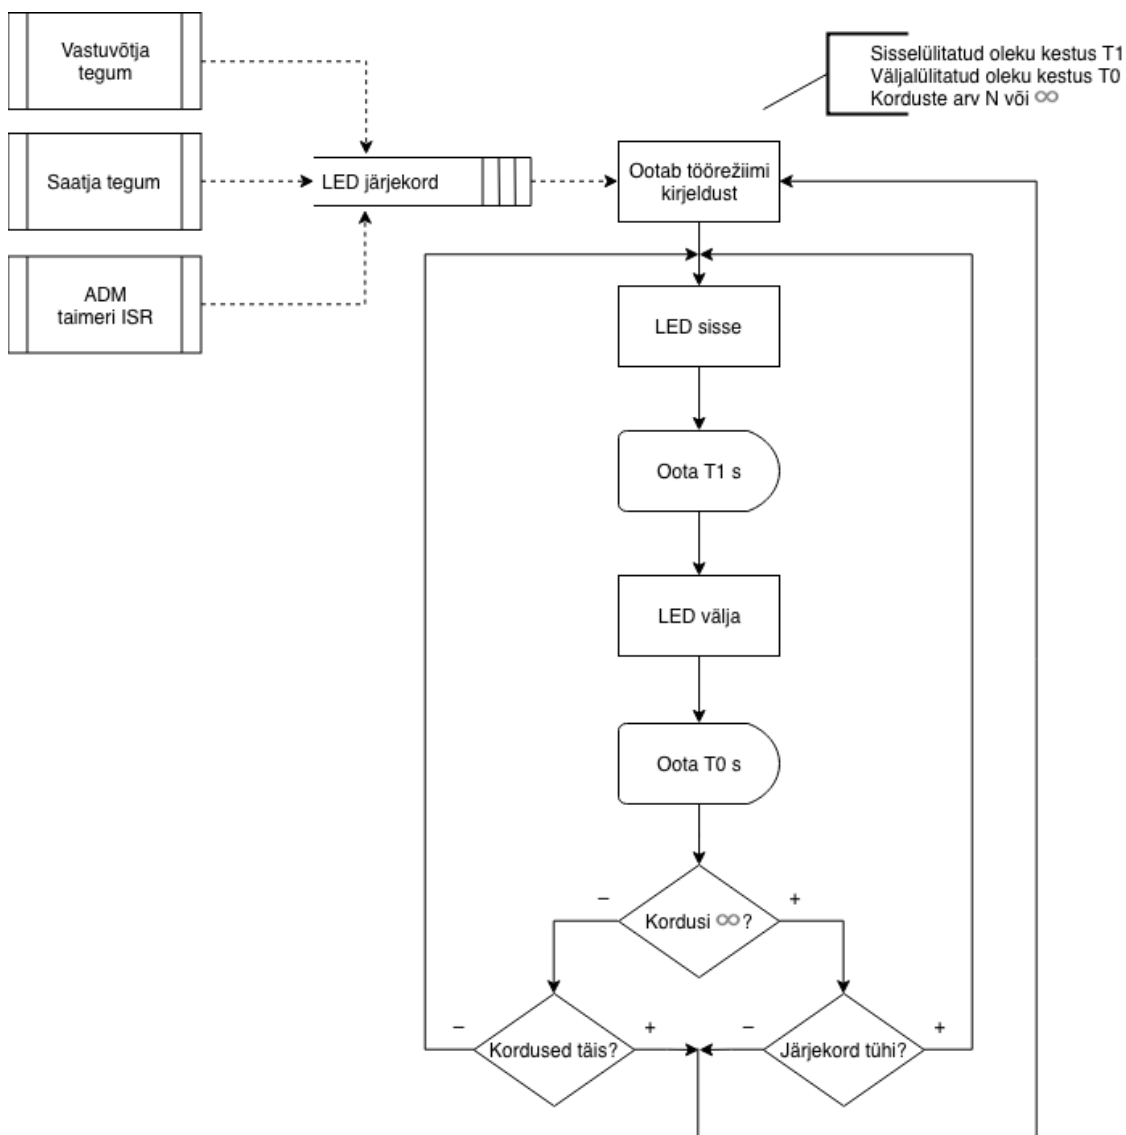 Vastuvõtja
tegum
Sisselülitatud oleku kestus T1
Väljalülitatud oleku kestus T0
Korduste arv N või ∞
Saatja tegum
LED järjekord
Ootab töörežiimi
kirjeldust
ADM
taimeri ISR
LED sisse
Oota T1 s
LED välja
Oota T0 s
– +
Kordusi ∞?
– + – +
Kordused täis?
Järjekord tühi?